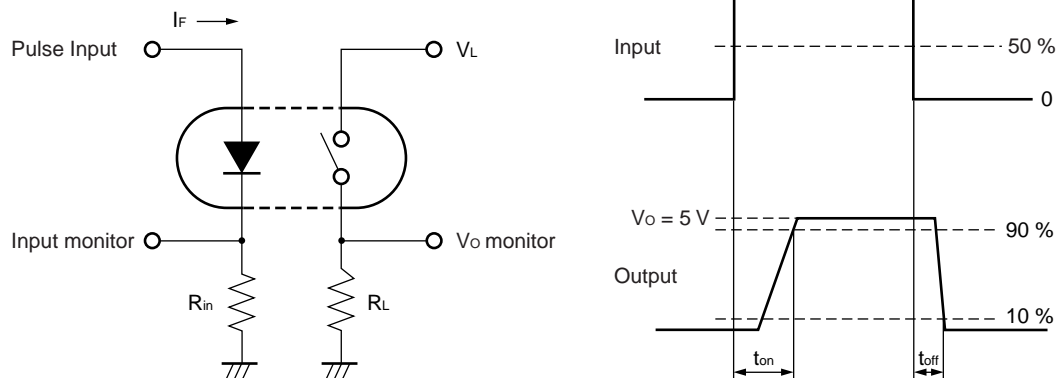 IF
Pulse Input
VL
Input monitor
VO monitor
Rin
RL
Input
50 %
0
VO = 5 V
90 %
Output
10 %
ton
toff